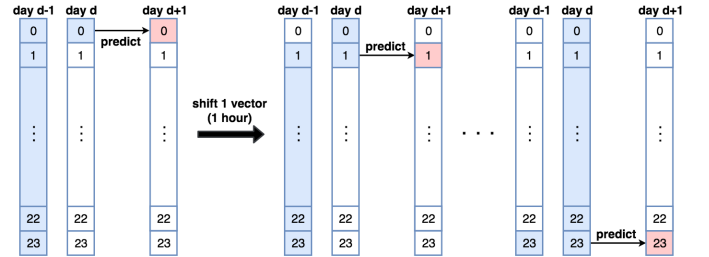 day d-1 day d day d+1 day d-1 day d day d+1 day d-1 day d day d+1
0 0 0 0 0 0 0 0 0
predict
1 1 1 1 1 predict 1 1 1 1
shift 1 vector
(1 hour)
22 22 22 22 22 22 22 22 22
predict
23 23 23 23 23 23 23 23 23